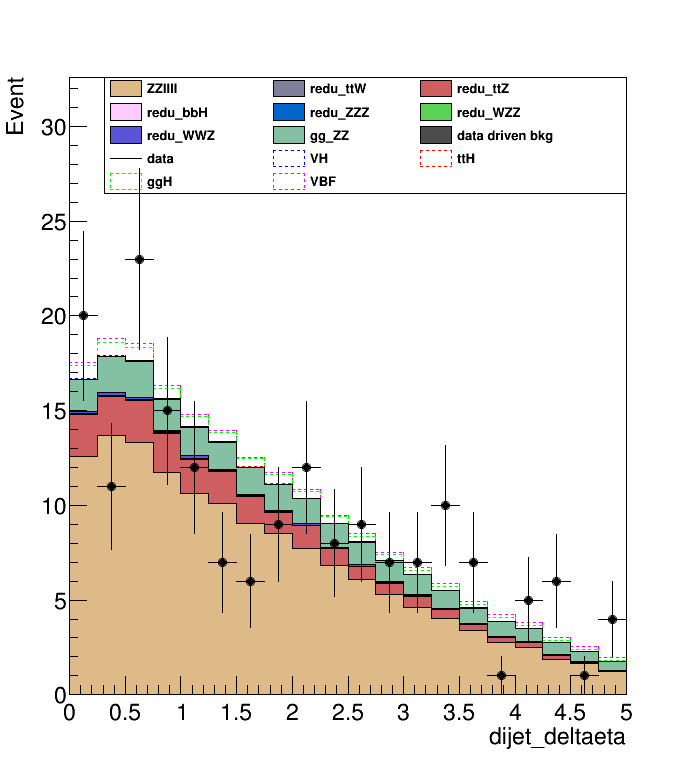 Event
ZZllll redu_ttW redu_ttZ
redu_bbH redu_ZZZ redu_WZZ
redu_WWZ gg_ZZ data driven bkg
data VH ttH
ggH VBF
30
25
20
15
10
5
0
0 0.5 1 1.5 2 2.5 3 3.5 4 4.5 5
dijet_deltaeta